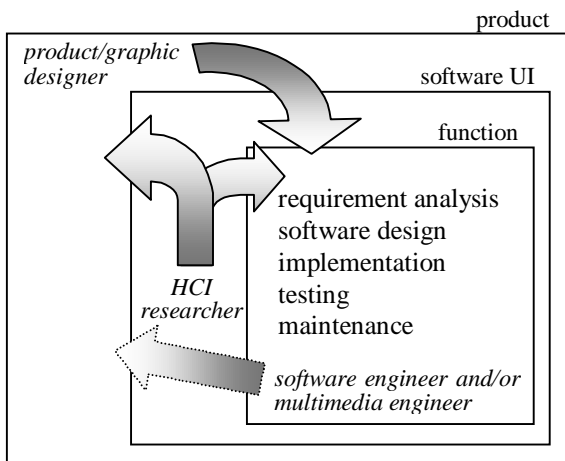 product
product/graphic
designer
software UI
function
requirement analysis
software design
implementation
testing
maintenance
HCI
researcher
software engineer and/or
multimedia engineer